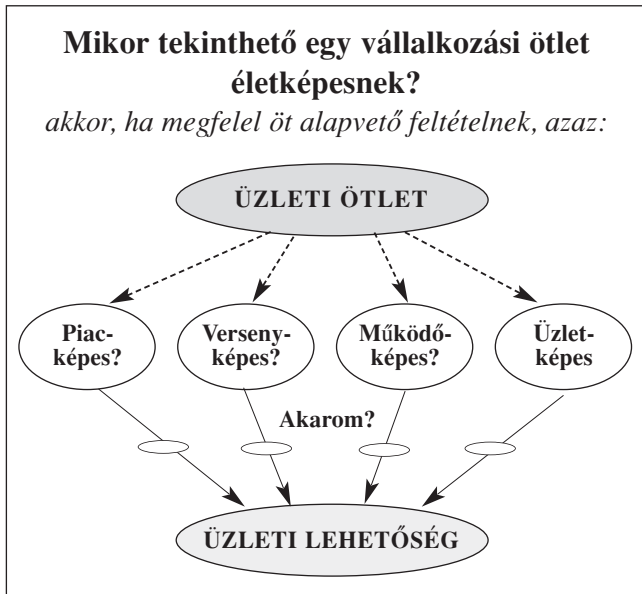 Mikor tekinthető egy vállalkozási ötlet
életképesnek?
akkor, ha megfelel öt alapvető feltételnek, azaz:
ÜZLETI ÖTLET
Piac-
képes?
Verseny-
képes?
Működő-
képes?
Üzlet-
képes
Akarom?
ÜZLETI LEHETŐSÉG